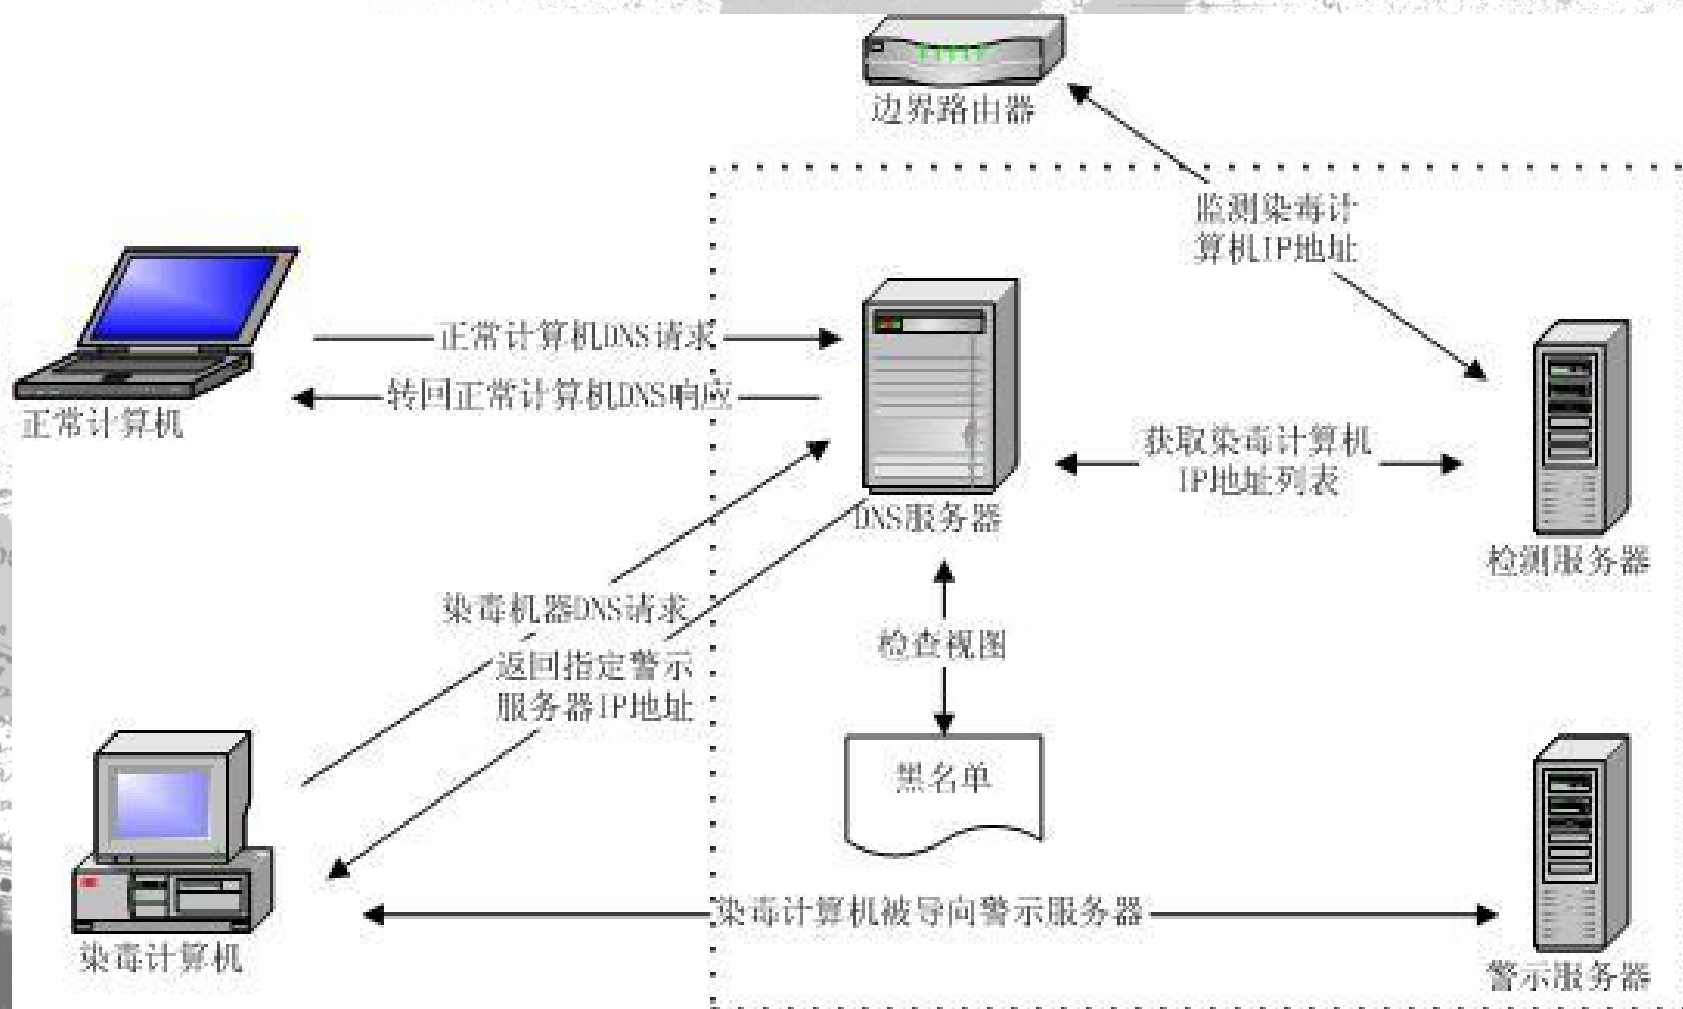 边界路由器
监测染毒计
算机IP地址
正常计算机DNS请求
转回正常计算机DNS响应
正常计算机
获取染毒计算机
IP地址列表
DNS服务器
检测服务器
染毒机器DNS请求
返回指定警示
服务器IP地址
检查视图
黑名单
染毒计算机被导向警示服务器
染毒计算机
警示服务器